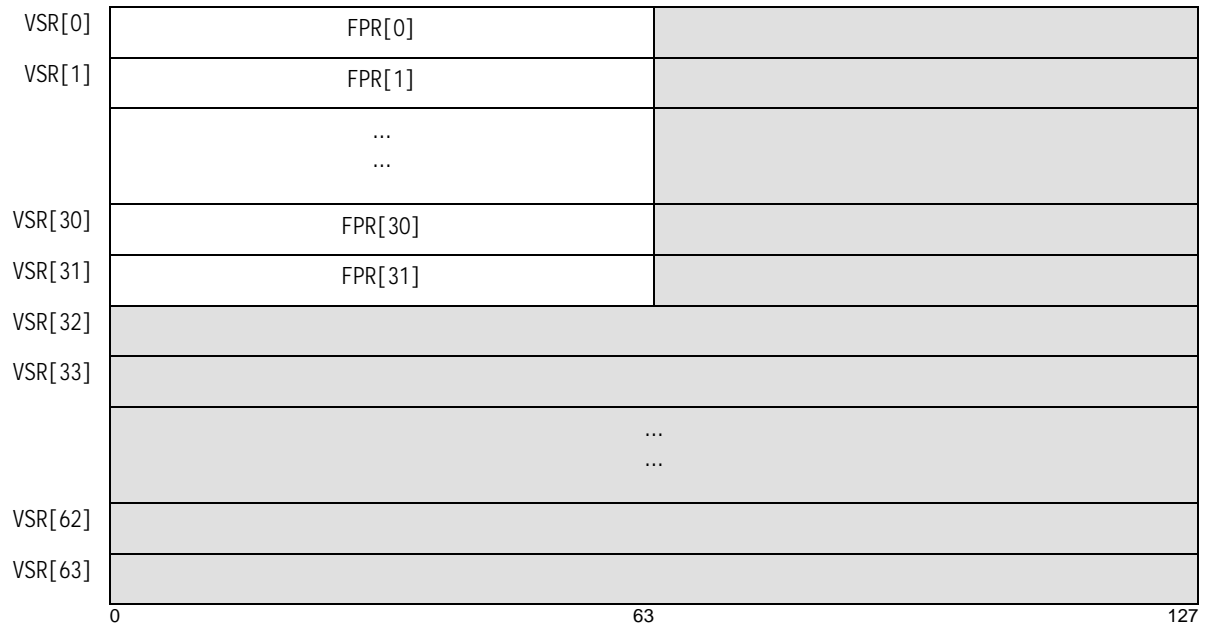 VSR[0] FPR[0]
VSR[1] FPR[1]
...
...
VSR[30] FPR[30]
VSR[31] FPR[31]
VSR[32]
VSR[33]
...
...
VSR[62]
VSR[63]
0 63 127